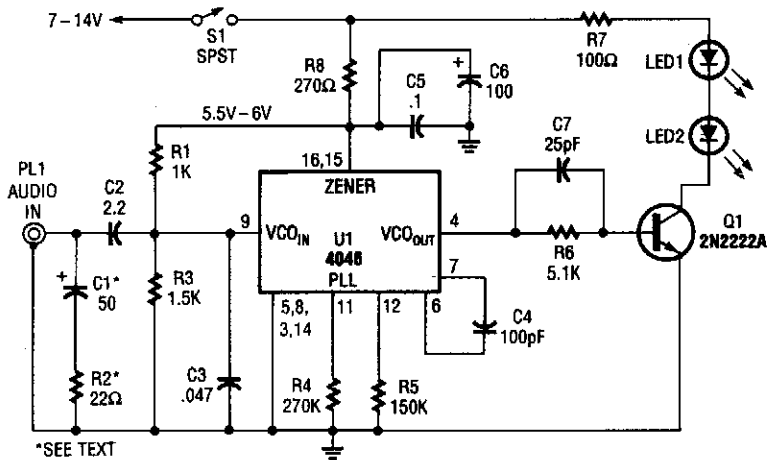 7–14V
S1
SPST
R7
100Ω
LED1
R8
270Ω
C5
.1
+
C6
100
LED2
5.5V–6V
C7
25pF
R1
1K
16,15
ZENER
PL1
AUDIO
IN
C2
2.2
9
VCOIN
U1
4046
PLL
VCOOUT
4
R6
5.1K
Q1
2N2222A
7
+
C1*
50
R3
1.5K
5,8,
3,14
11
12
6
C4
100pF
R2*
22Ω
C3
.047
R4
270K
R5
150K
*SEE TEXT